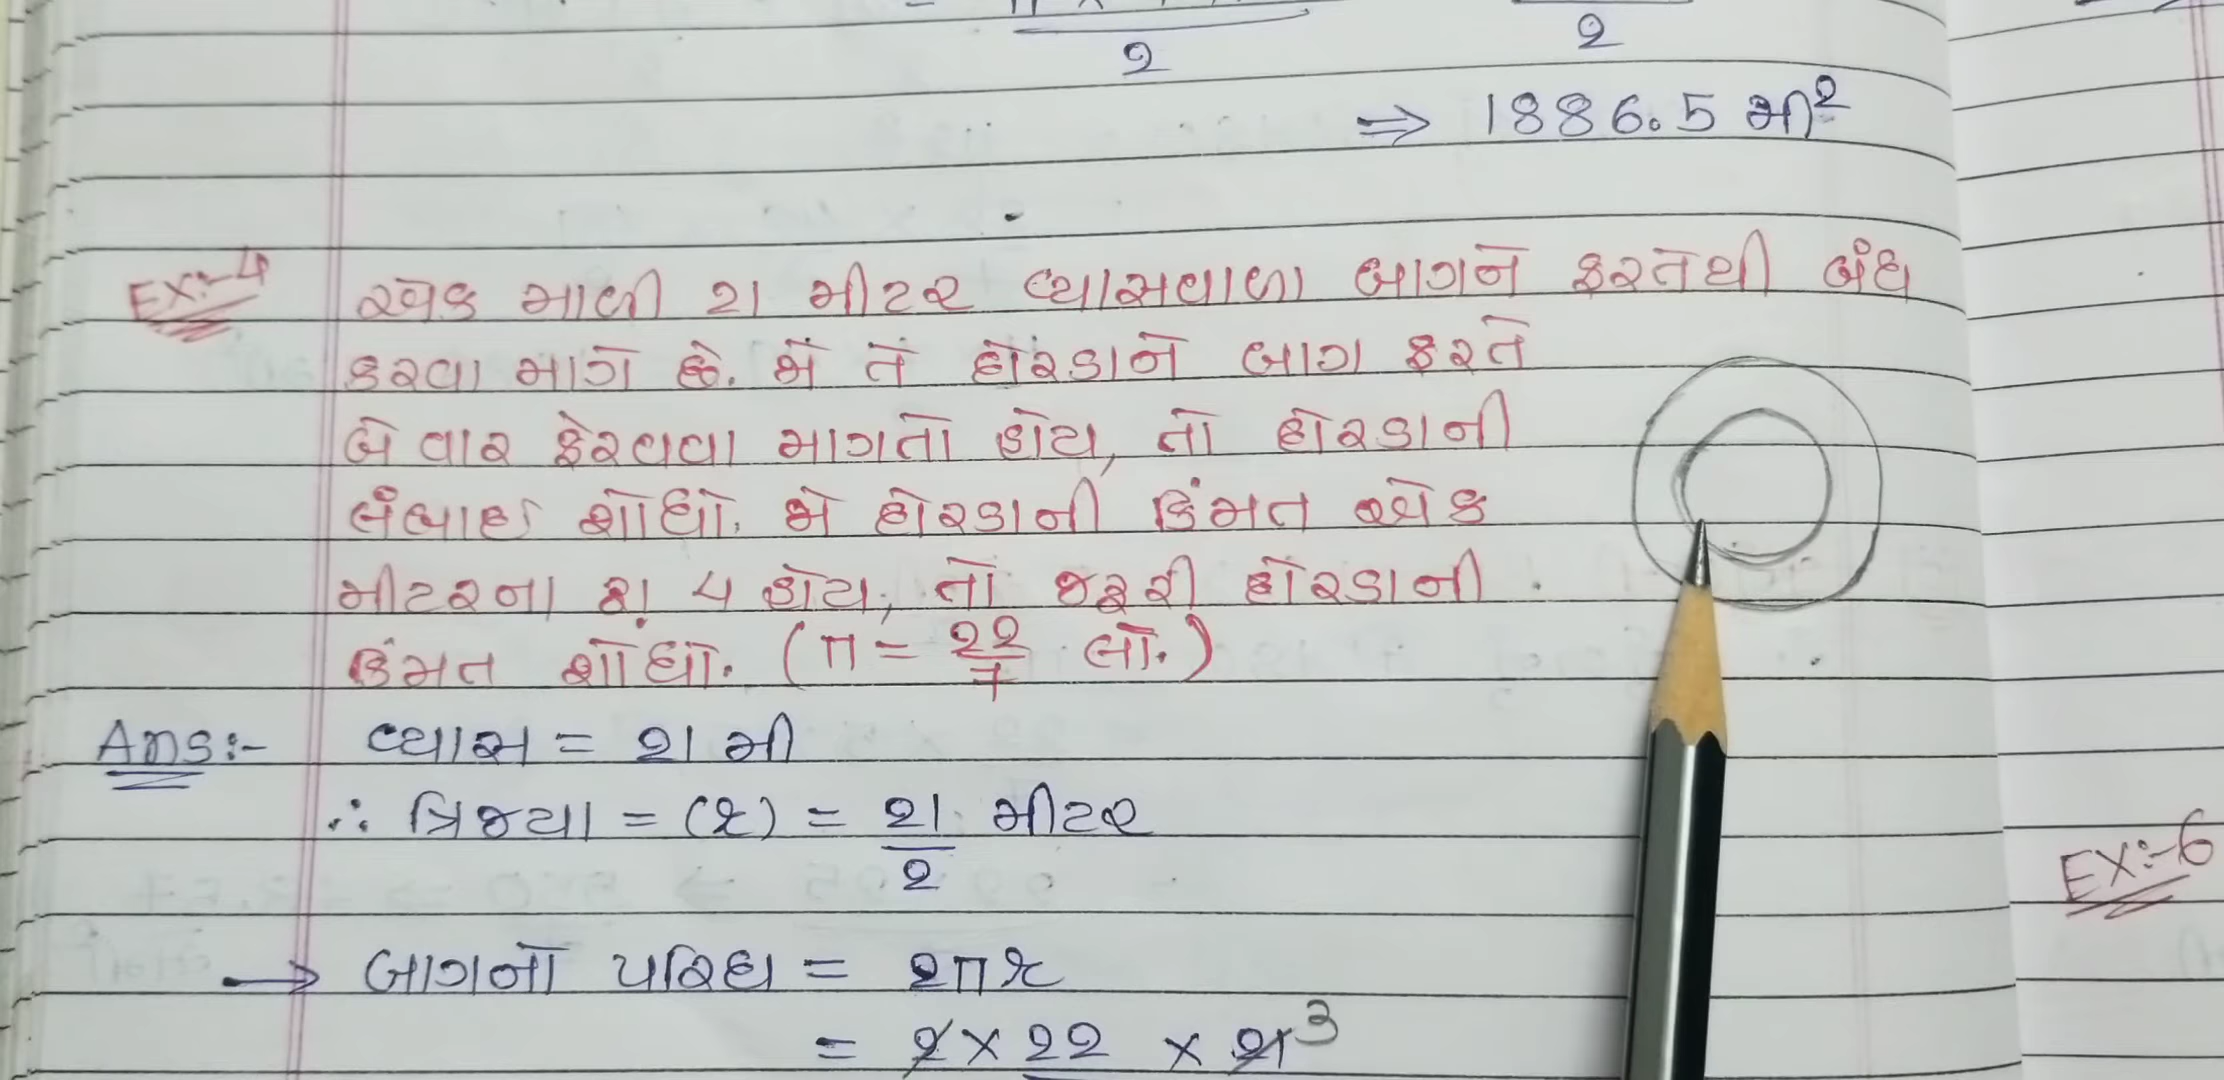 2
2
⇒ 1886.5 મી²
Ex:-4 એક માળી 21 મીટર વ્યાસવાળા બાગને ફરતેથી બંધ
કરવા માગે છે. જો તે દોરડાને બાગ ફરતે
બે વાર ફેરવવા માગતો હોય, તો દોરડાની
લંબાઈ શોધો. જો દોરડાની કિંમત એક
મીટરના રૂ. 4 હોય, તો જરૂરી દોરડાની
કિંમત શોધો. (π = 22/7 લો.)
Ans:- વ્યાસ = 21 મી
∴ ત્રિજ્યા = (r) = 21/2 મીટર
Ex:-6
→ બાગનો પરિઘ = 2πr
= 2 × 22 × 21 3